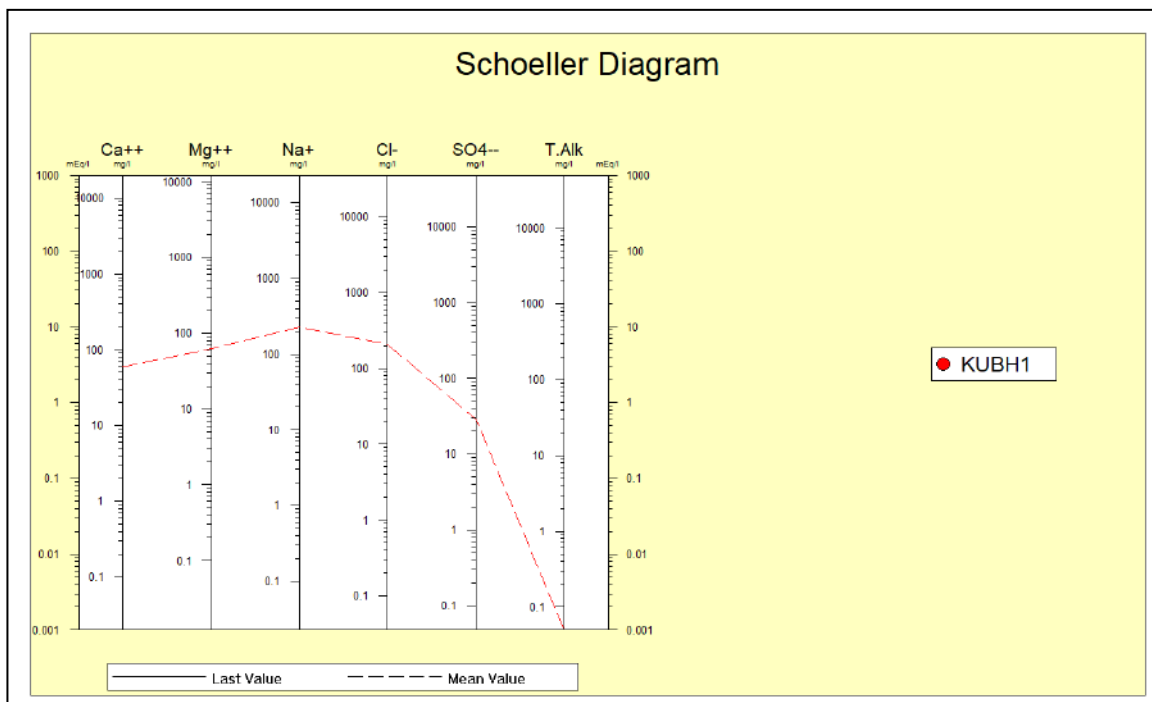 Schoeller Diagram
Ca++ Mg++ Na+ Cl- SO4-- T.Alk
mEq/l mg/l mg/l mg/l mg/l mg/l mg/l mEq/l
1000 10000 10000 10000 10000 10000 10000 1000
100 1000 1000 1000 1000 1000 1000 100
10 100 100 100 100 100 100 10
1 10 10 10 10 10 10 1
0.1 1 1 1 1 1 1 0.1
0.01 0.1 0.1 0.1 0.1 0.1 0.1 0.01
0.001 0.001
KUBH1
Last Value Mean Value